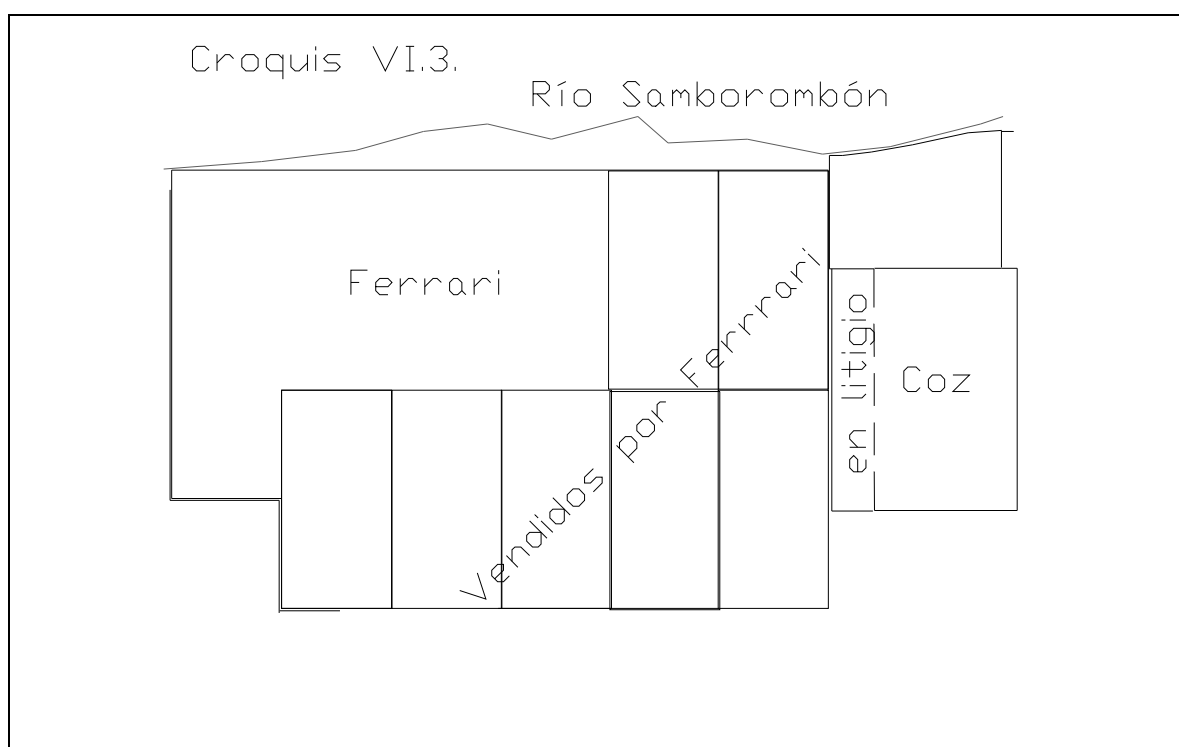 Croquis VI.3.
Río Samborombón
Ferrari
Vendidos por Ferrrari
en litigio
Coz